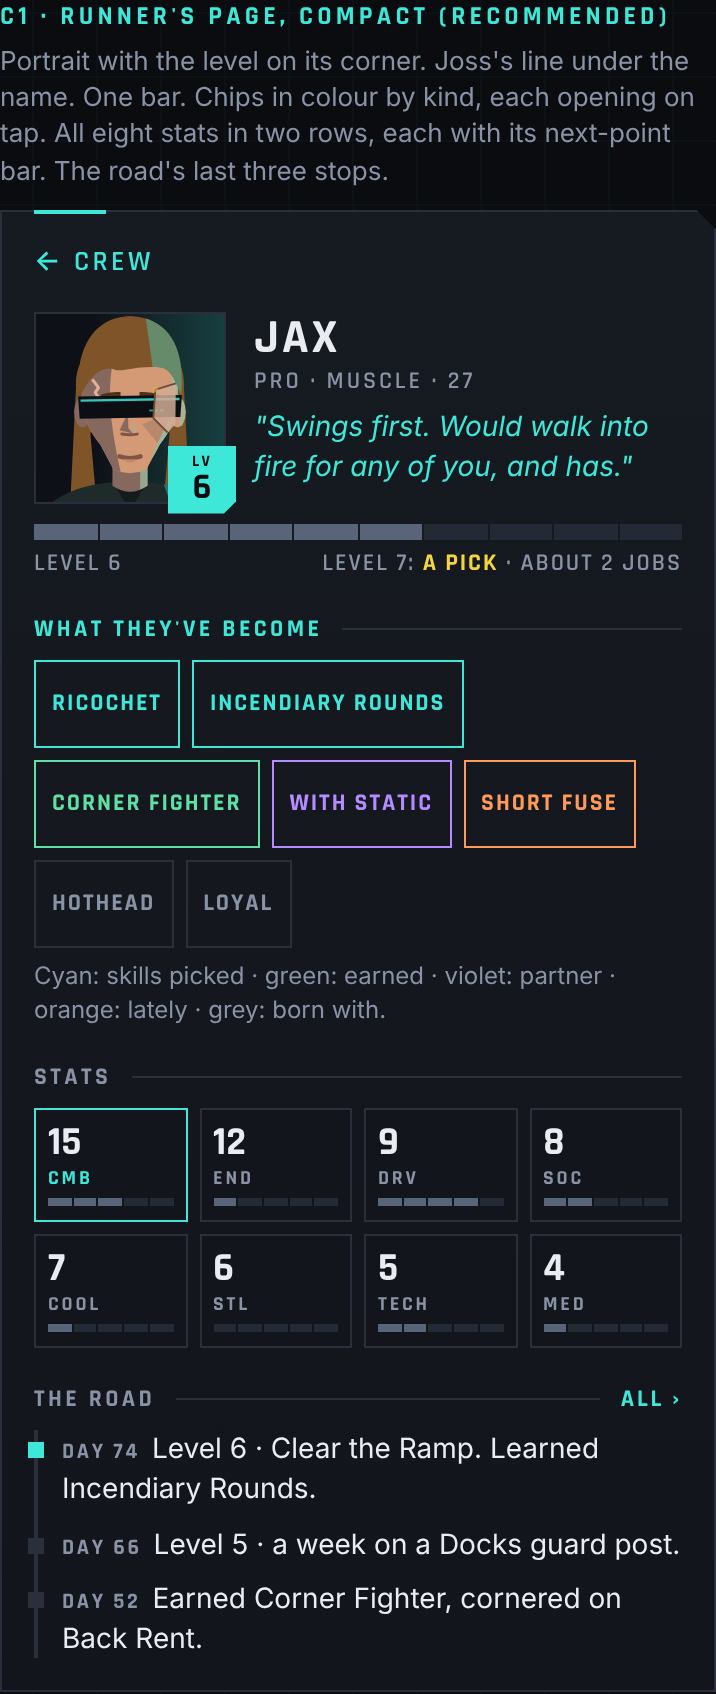 C1 · RUNNER'S PAGE, COMPACT (RECOMMENDED)
Portrait with the level on its corner. Joss's line under the
name. One bar. Chips in colour by kind, each opening on
tap. All eight stats in two rows, each with its next-point
bar. The road's last three stops.
← CREW
JAX
PRO · MUSCLE · 27
"Swings first. Would walk into
fire for any of you, and has."
LV
6
LEVEL 6
LEVEL 7: A PICK · ABOUT 2 JOBS
WHAT THEY'VE BECOME
RICOCHET
INCENDIARY ROUNDS
CORNER FIGHTER
WITH STATIC
SHORT FUSE
HOTHEAD
LOYAL
Cyan: skills picked · green: earned · violet: partner ·
orange: lately · grey: born with.
STATS
15
CMB
12
END
9
DRV
8
SOC
7
COOL
6
STL
5
TECH
4
MED
THE ROAD
ALL ›
DAY 74 Level 6 · Clear the Ramp. Learned
Incendiary Rounds.
DAY 66 Level 5 · a week on a Docks guard post.
DAY 52 Earned Corner Fighter, cornered on
Back Rent.